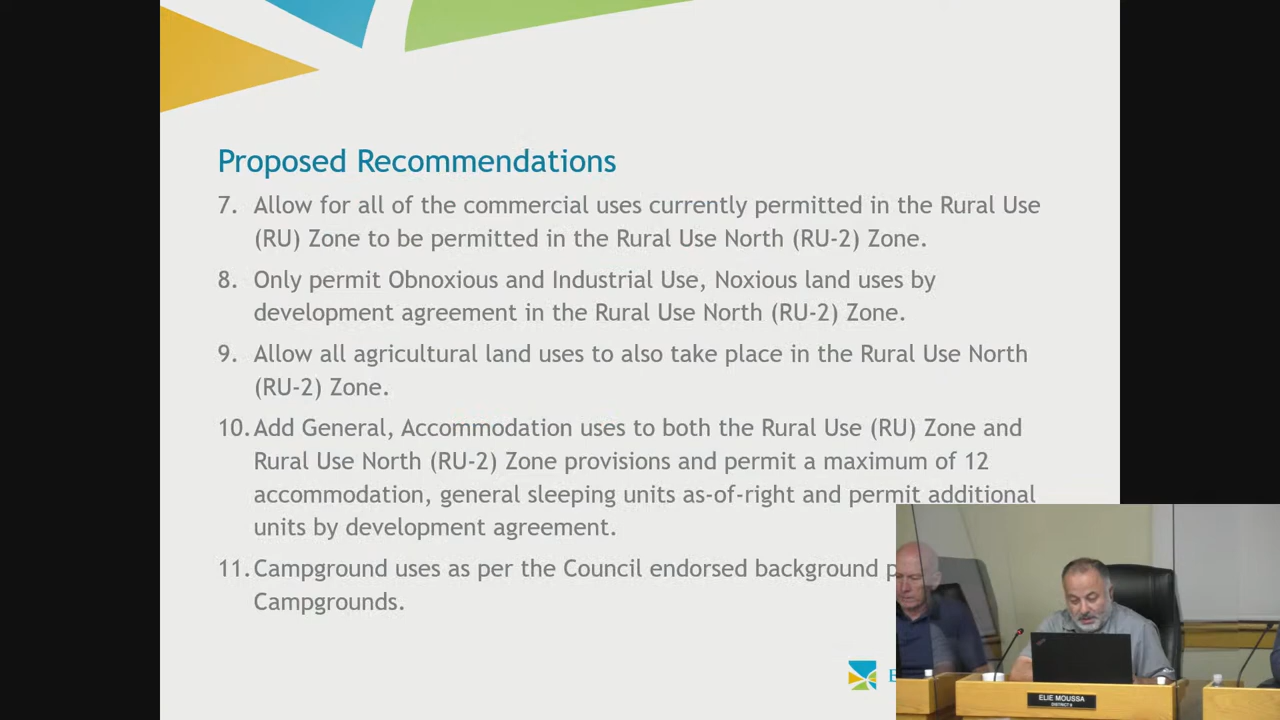 Proposed Recommendations
7. Allow for all of the commercial uses currently permitted in the Rural Use
(RU) Zone to be permitted in the Rural Use North (RU-2) Zone.
8. Only permit Obnoxious and Industrial Use, Noxious land uses by
development agreement in the Rural Use North (RU-2) Zone.
9. Allow all agricultural land uses to also take place in the Rural Use North
(RU-2) Zone.
10. Add General, Accommodation uses to both the Rural Use (RU) Zone and
Rural Use North (RU-2) Zone provisions and permit a maximum of 12
accommodation, general sleeping units as-of-right and permit additional
units by development agreement.
11. Campground uses as per the Council endorsed background
Campgrounds.
ELIE MOUSSA